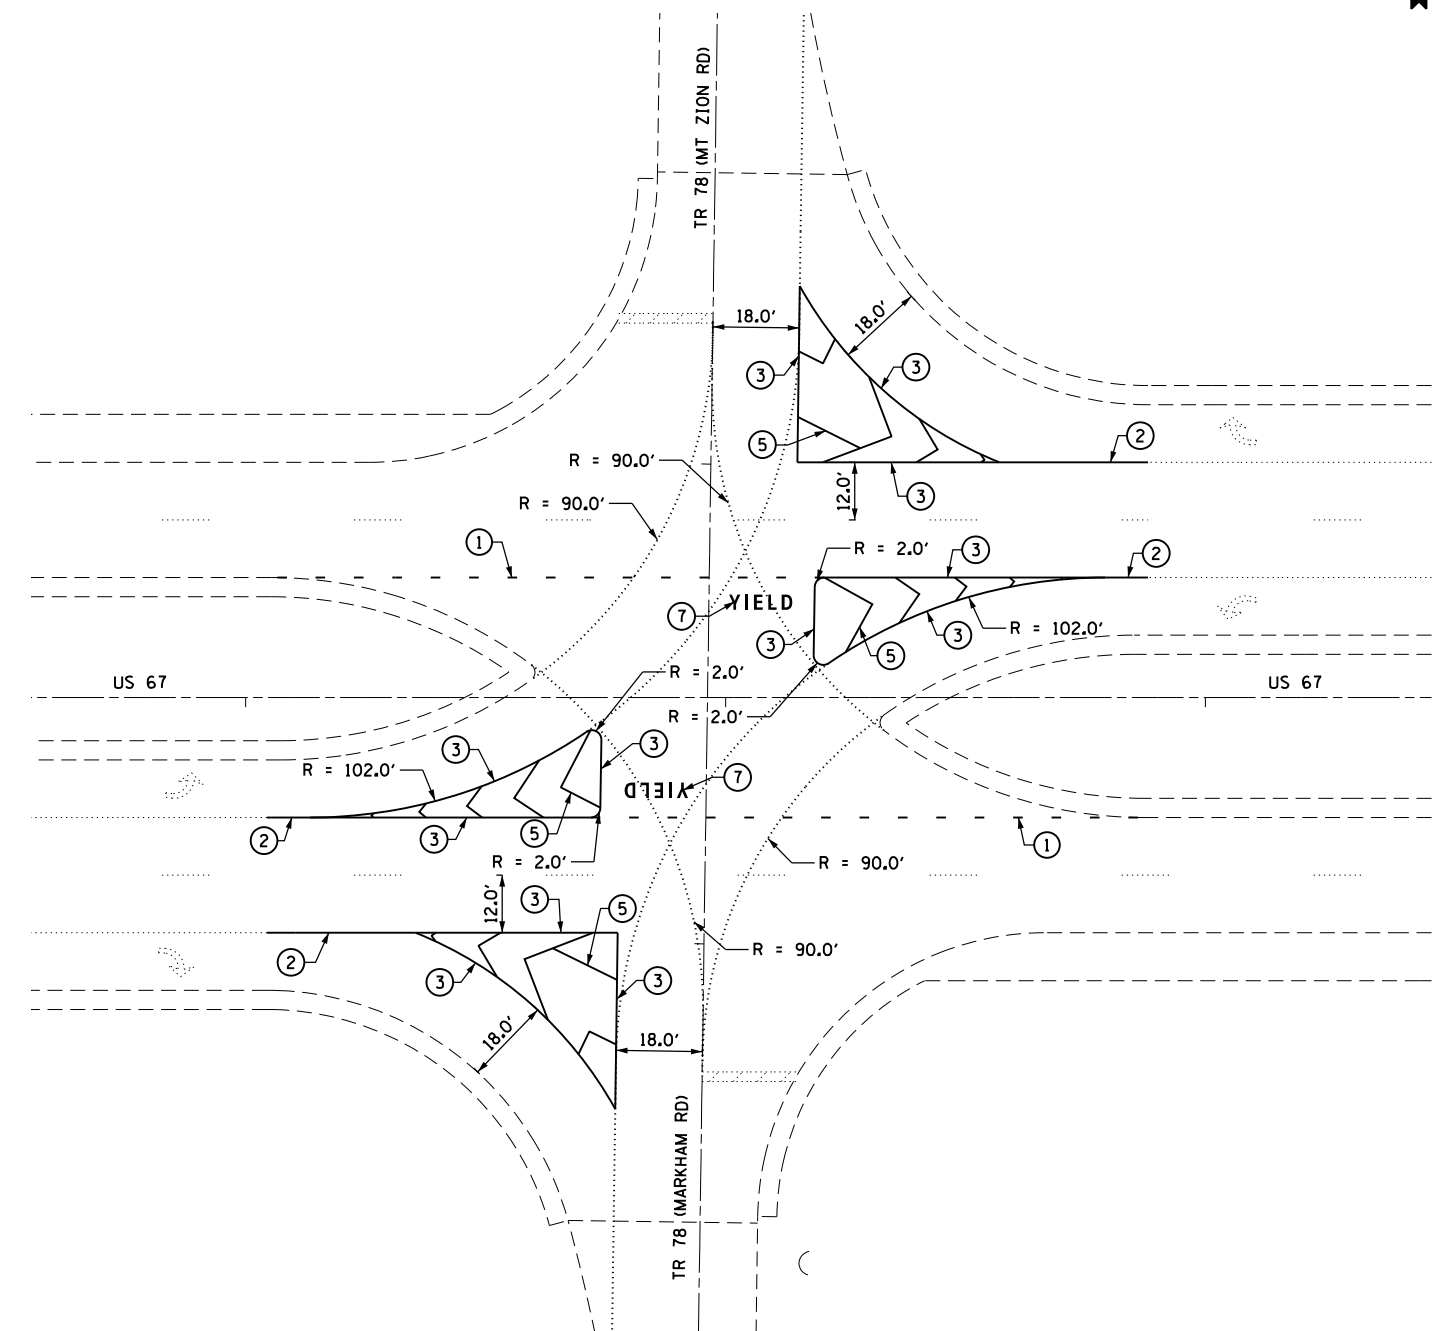 TR 78 (MT ZION RD)
18.0'
18.0'
3
3
5
2
R = 90.0'
3
12.0'
R = 90.0'
1
R = 2.0'
3
2
YIELD
7
3
3
R = 102.0'
5
R = 2.0'
US 67
US 67
R = 2.0'
3
3
R = 102.0'
7
YIELD
2
3
5
1
R = 2.0'
R = 90.0'
12.0'
3
5
R = 90.0'
2
3
3
18.0'
18.0'
TR 78 (MARKHAM RD)